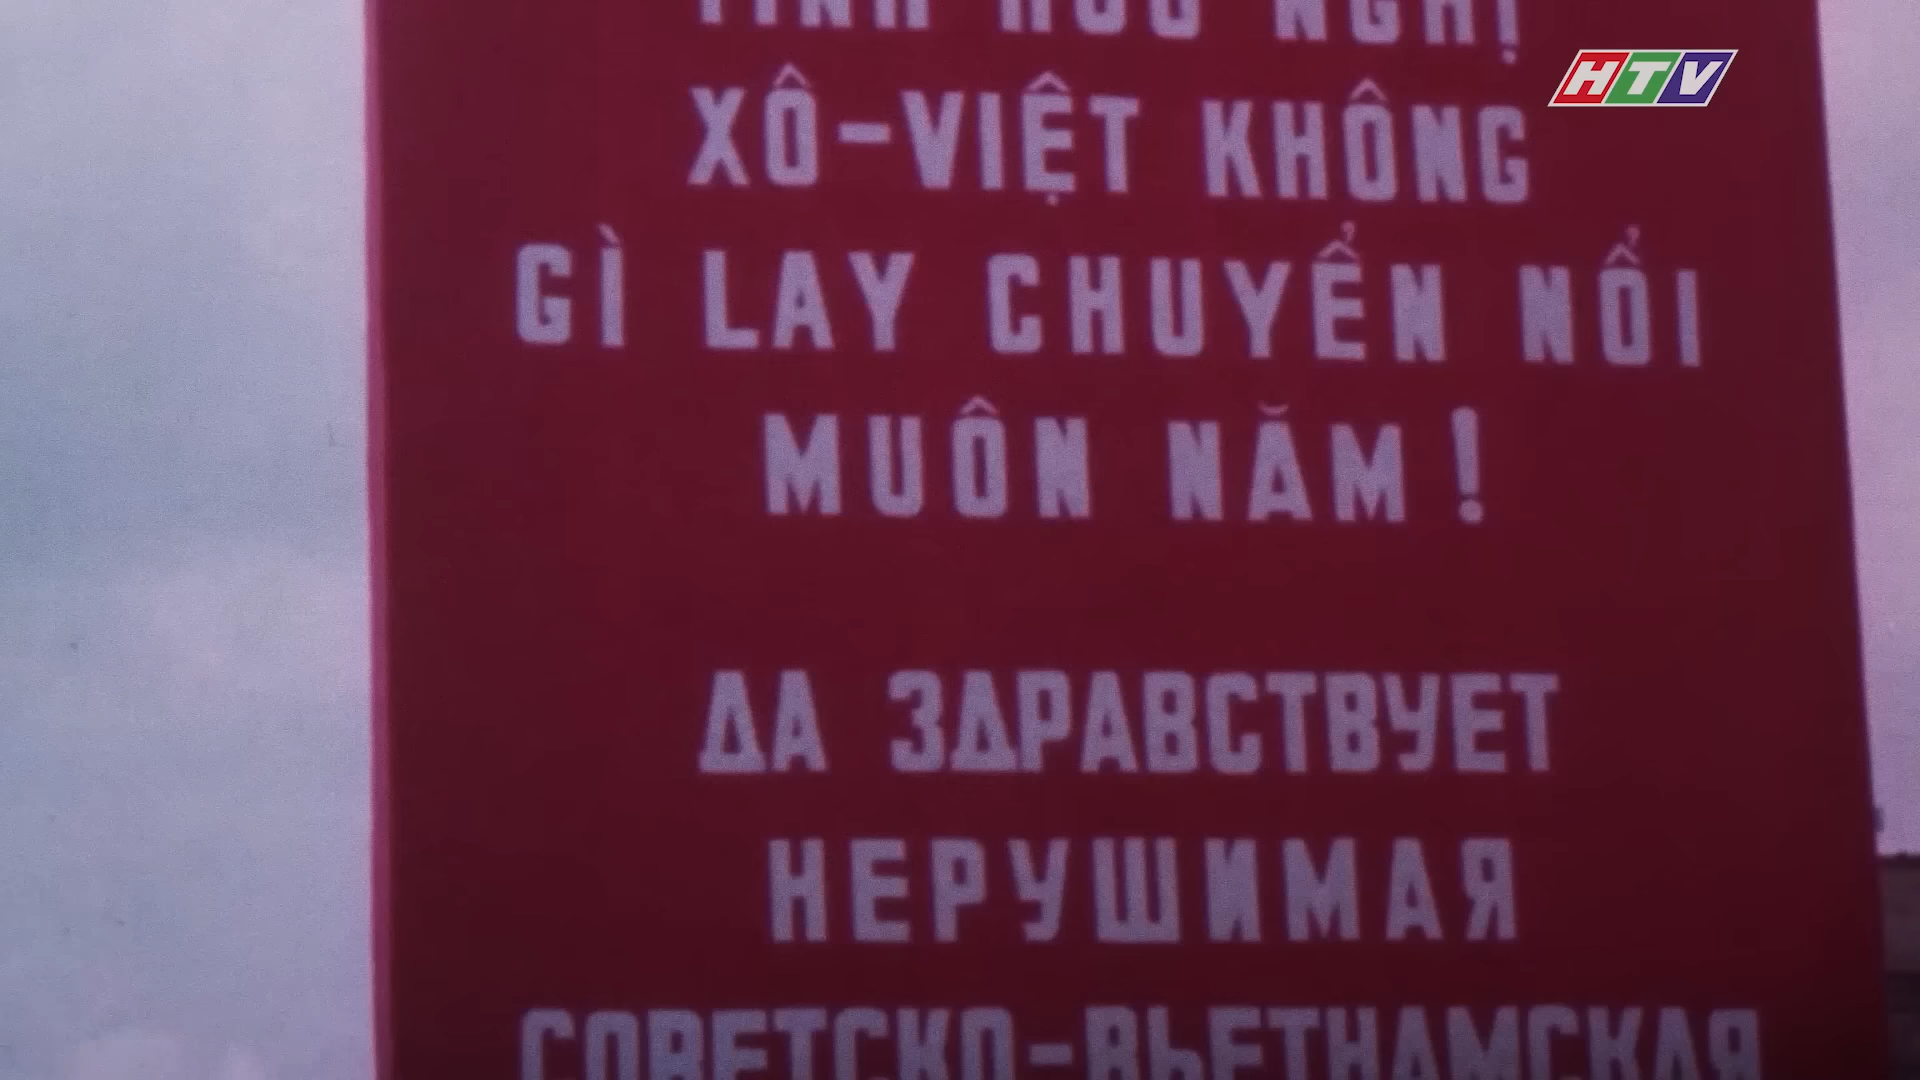 TÌNH HỮU NGHỊ
HTV
XÔ-VIỆT KHÔNG
GÌ LAY CHUYỂN NỔI
MUÔN NĂM!
ДА ЗДРАВСТВУЕТ
НЕРУШИМАЯ
СОВЕТСКО-ВЬЕТНАМСКАЯ